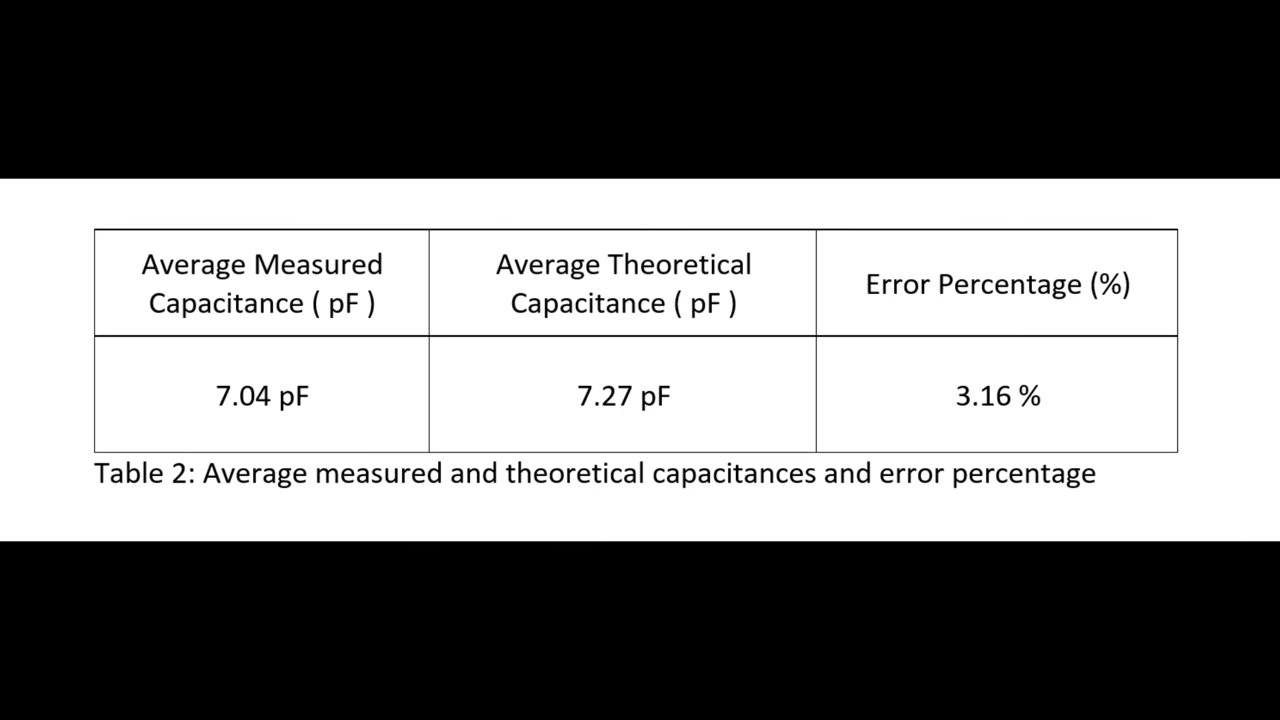 Average Measured
Capacitance ( pF )
Average Theoretical
Capacitance ( pF )
Error Percentage (%)
7.04 pF
7.27 pF
3.16 %
Table 2: Average measured and theoretical capacitances and error percentage